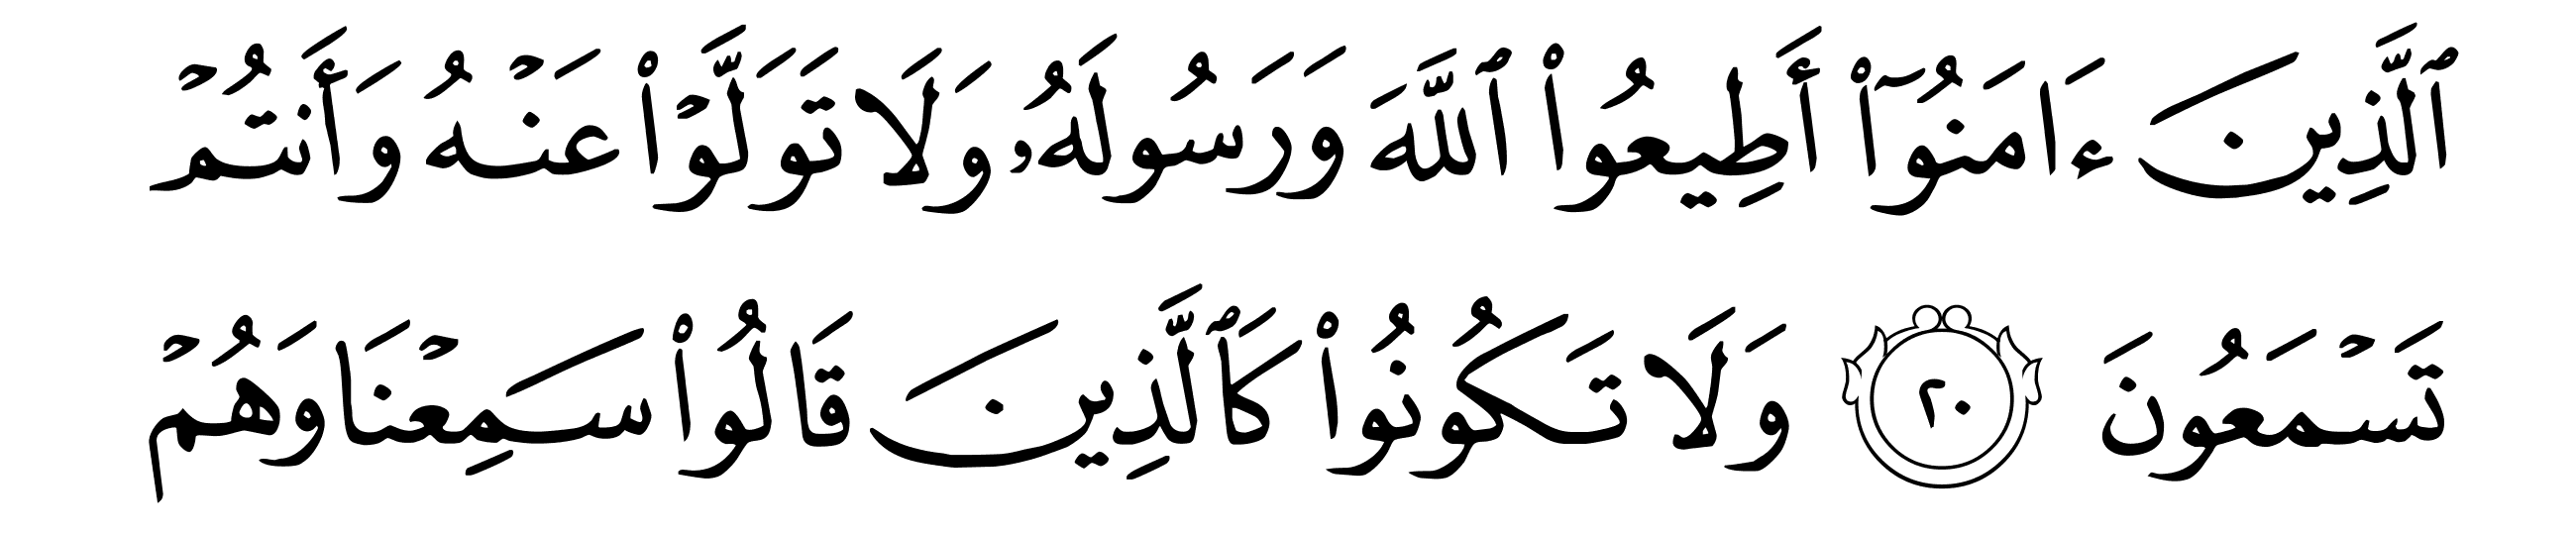 ٱلَّذِينَ ءَامَنُوٓا۟ أَطِيعُوا۟ ٱللَّهَ وَرَسُولَهُۥ وَلَا تَوَلَّوْا۟ عَنْهُ وَأَنتُمْ
تَسْمَعُونَ ٢٠ وَلَا تَكُونُوا۟ كَٱلَّذِينَ قَالُوا۟ سَمِعْنَا وَهُمْ